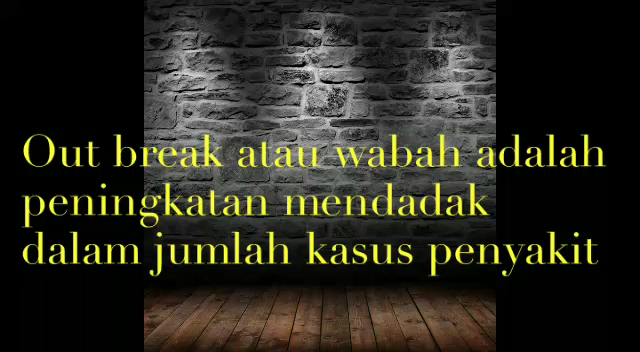 Out break atau wabah adalah
peningkatan mendadak
dalam jumlah kasus penyakit